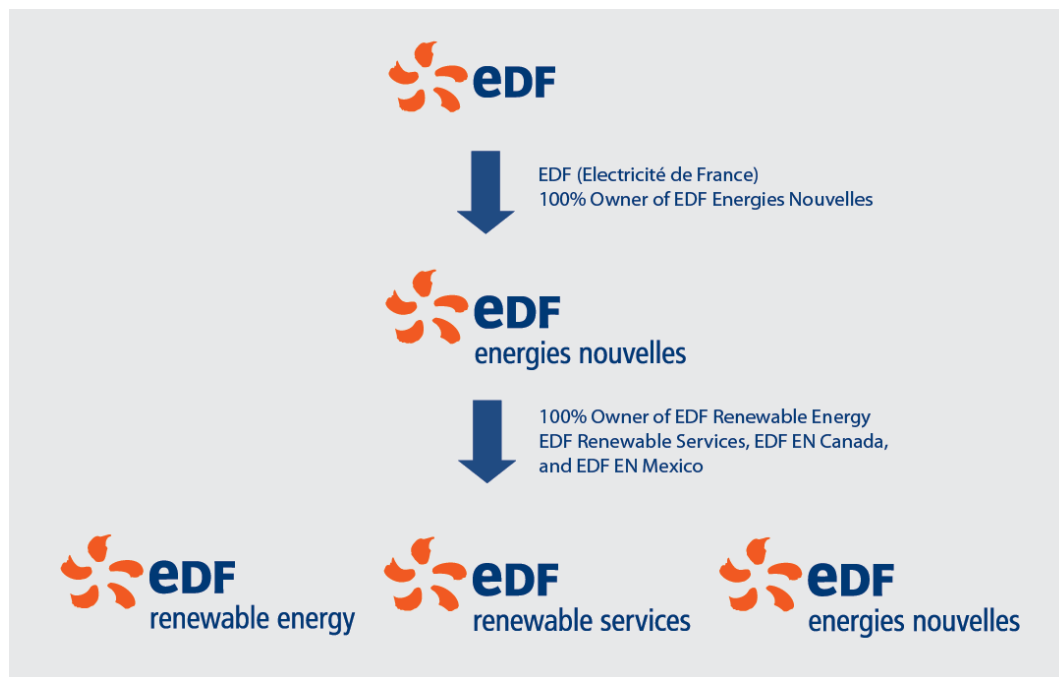 eDF
EDF (Electricité de France)
100% Owner of EDF Energies Nouvelles
eDF
energies nouvelles
100% Owner of EDF Renewable Energy
EDF Renewable Services, EDF EN Canada,
and EDF EN Mexico
eDF
renewable energy
eDF
renewable services
eDF
energies nouvelles